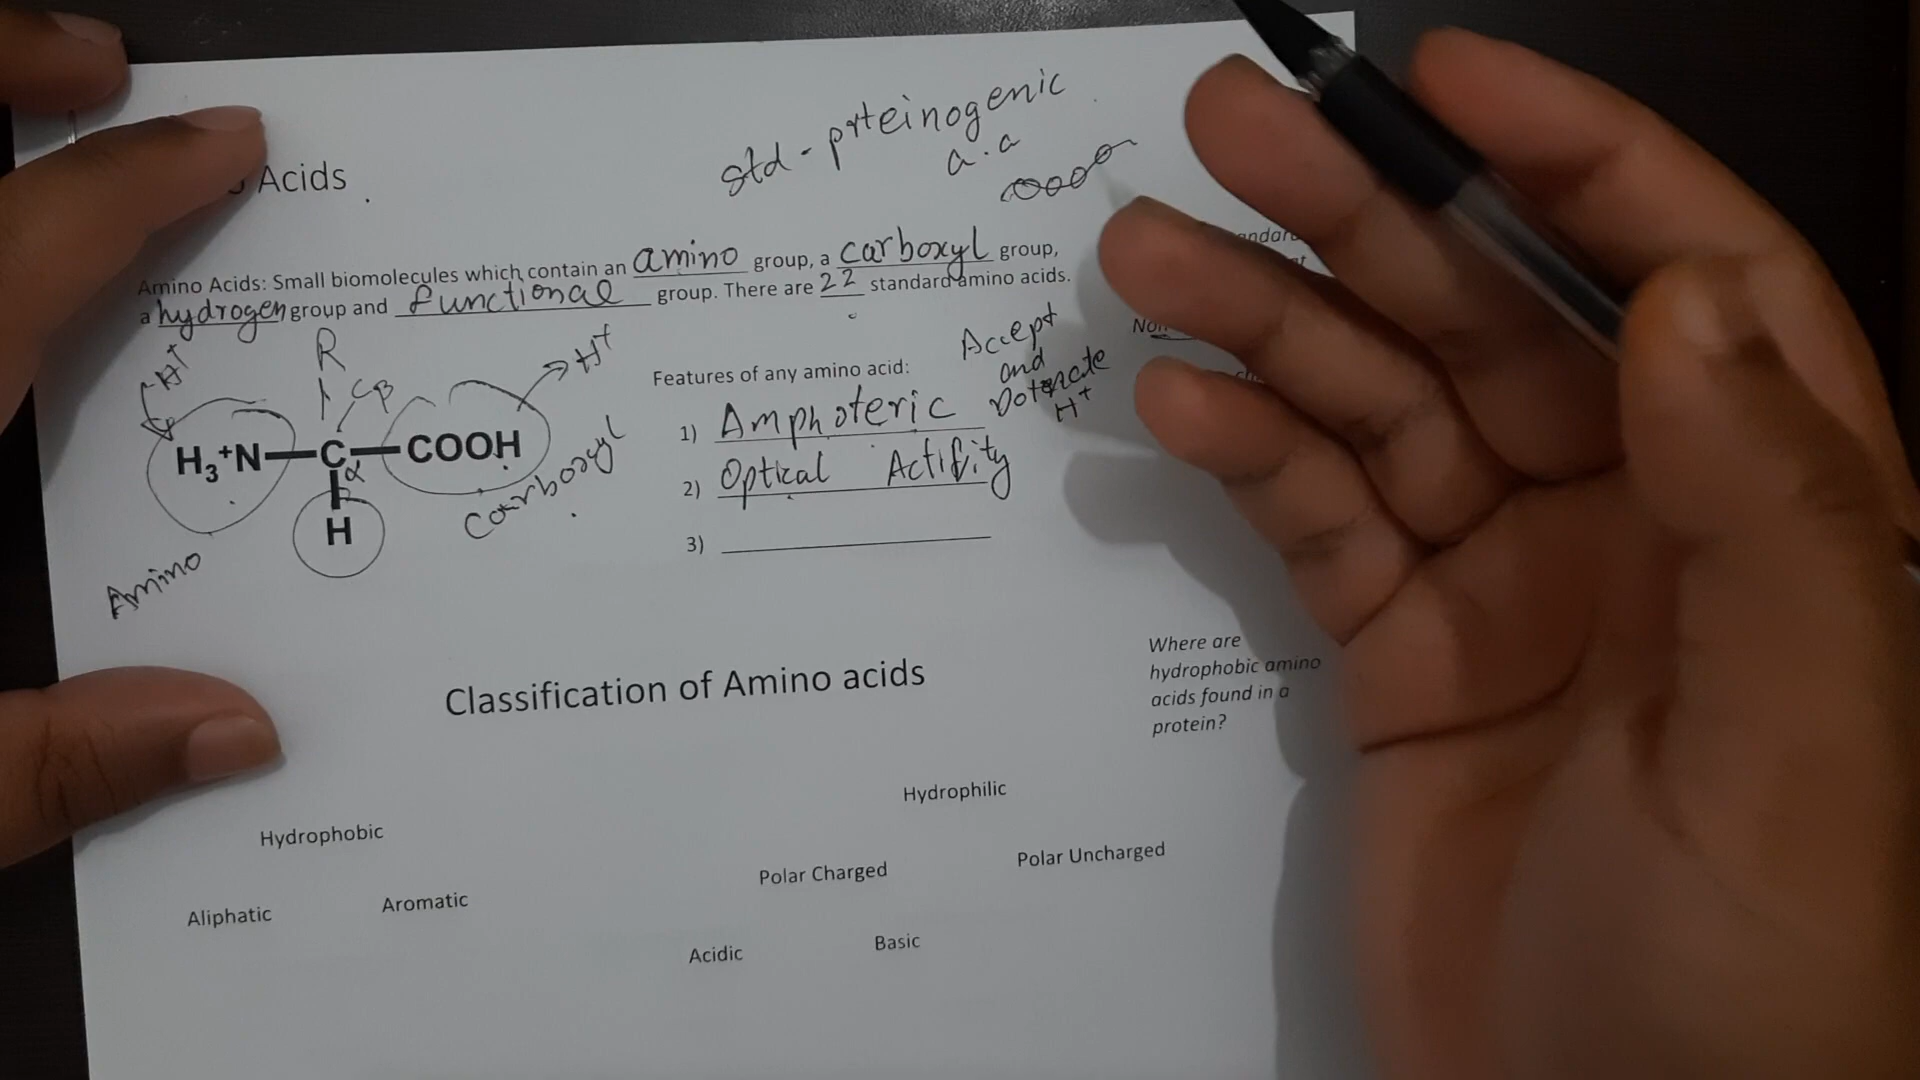 std - prteinogenic
a.a
Acids
Amino Acids: Small biomolecules which contain an amino group, a carboxyl group,
a hydrogen group and functional group. There are 22 standard amino acids.
H+
R
Cβ
H+
H3+N—C—COOH
α
H
Amino
Carboxyl
Features of any amino acid:
1) Amphoteric
Accept
and
H+
2) Optical Actifity
3)
Classification of Amino acids
Where are
hydrophobic amino
acids found in a
protein?
Hydrophobic
Hydrophilic
Aliphatic
Aromatic
Polar Charged
Polar Uncharged
Acidic
Basic